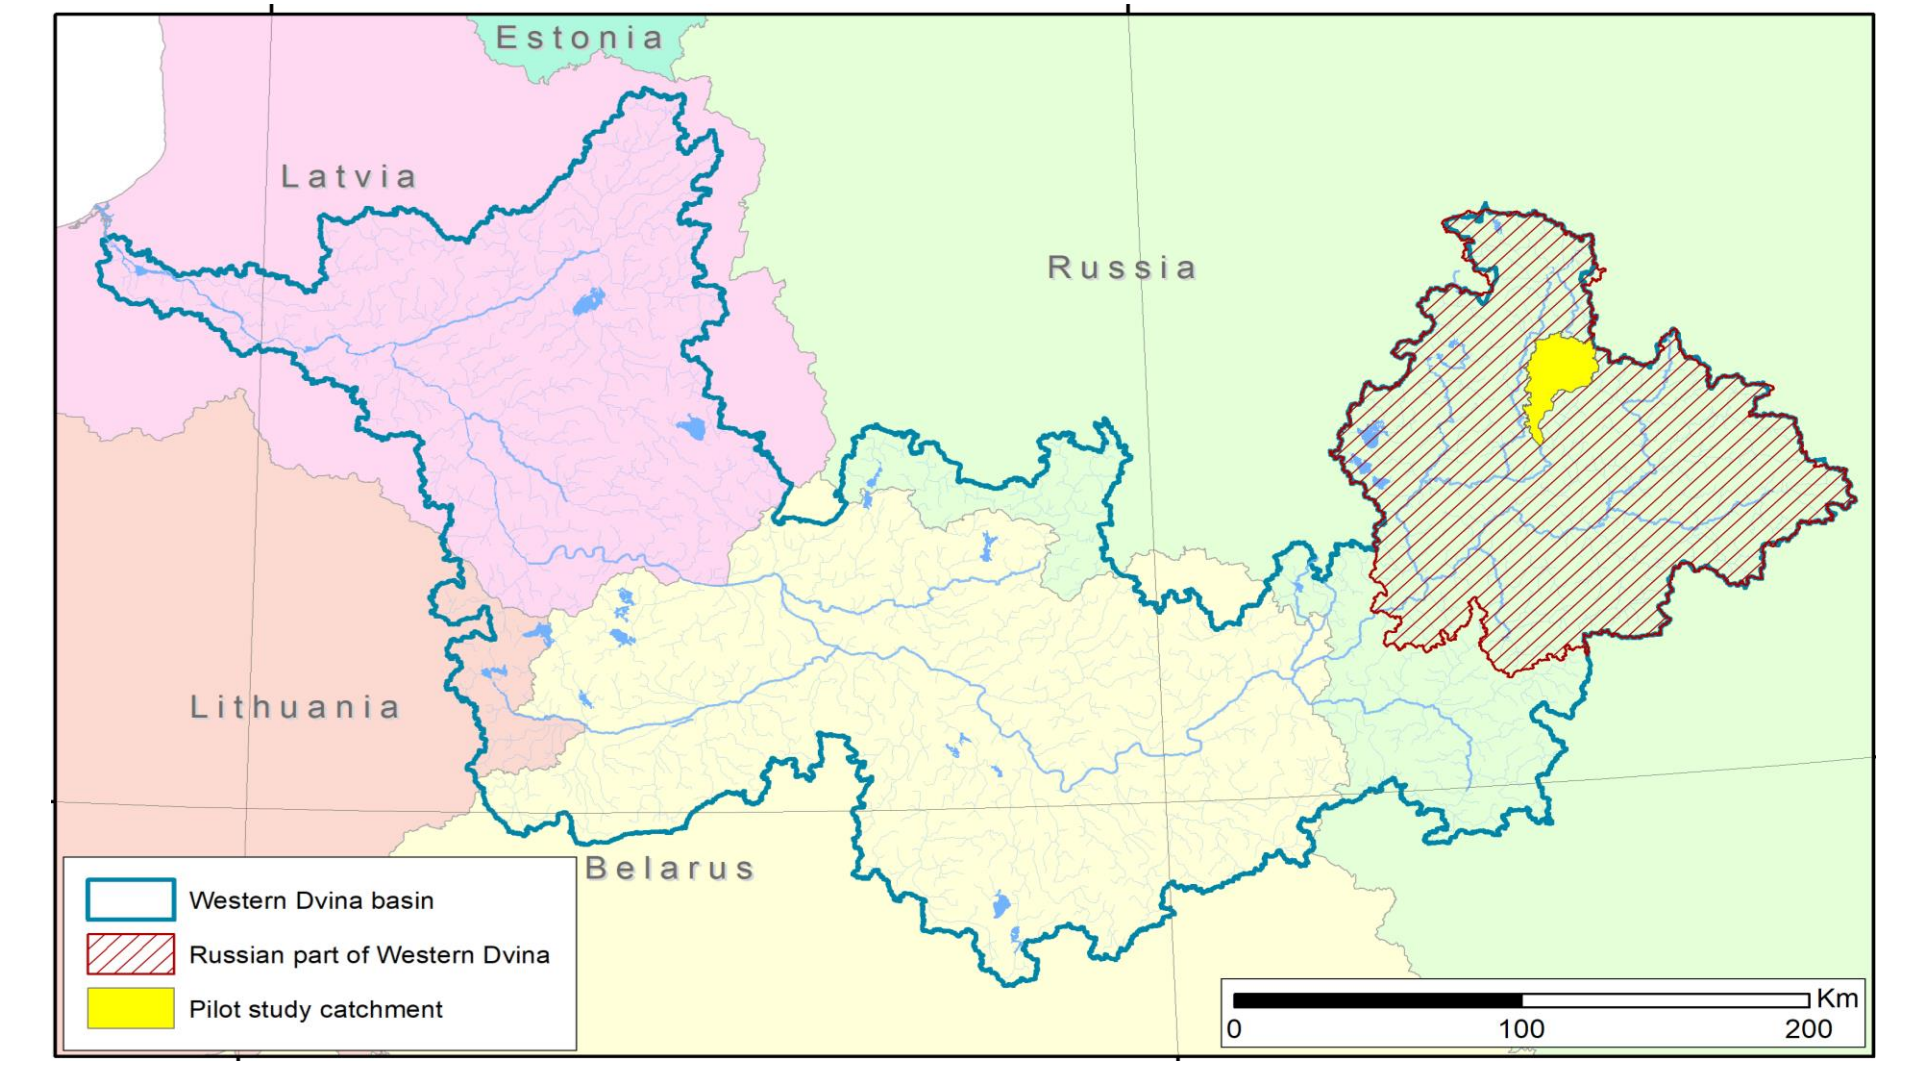 Estonia
Latvia
Russia
Lithuania
Belarus
Western Dvina basin
Russian part of Western Dvina
Pilot study catchment
Km
0 100 200